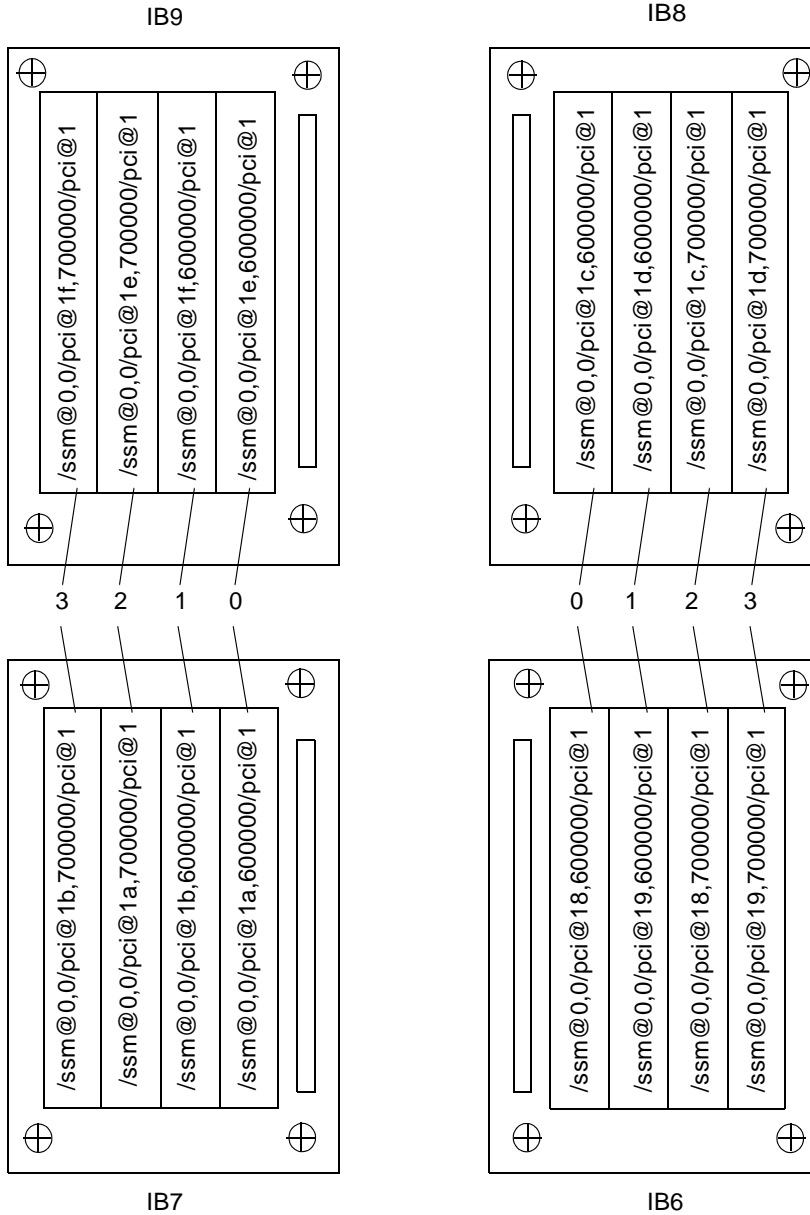 IB9
IB8
/ssm@0,0/pci@1f,700000/pci@1
/ssm@0,0/pci@1e,700000/pci@1
/ssm@0,0/pci@1f,600000/pci@1
/ssm@0,0/pci@1e,600000/pci@1
/ssm@0,0/pci@1c,600000/pci@1
/ssm@0,0/pci@1d,600000/pci@1
/ssm@0,0/pci@1c,700000/pci@1
/ssm@0,0/pci@1d,700000/pci@1
3 2 1 0
0 1 2 3
/ssm@0,0/pci@1b,700000/pci@1
/ssm@0,0/pci@1a,700000/pci@1
/ssm@0,0/pci@1b,600000/pci@1
/ssm@0,0/pci@1a,600000/pci@1
/ssm@0,0/pci@18,600000/pci@1
/ssm@0,0/pci@19,600000/pci@1
/ssm@0,0/pci@18,700000/pci@1
/ssm@0,0/pci@19,700000/pci@1
IB7
IB6